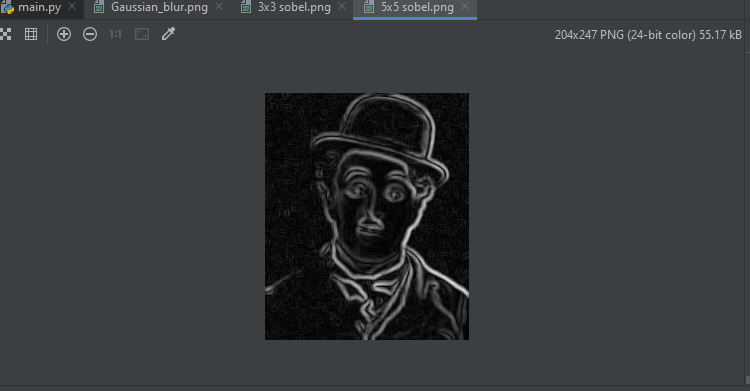 main.py Gaussian_blur.png 3x3 sobel.png 5x5 sobel.png
1:1 204x247 PNG (24-bit color) 55.17 kB